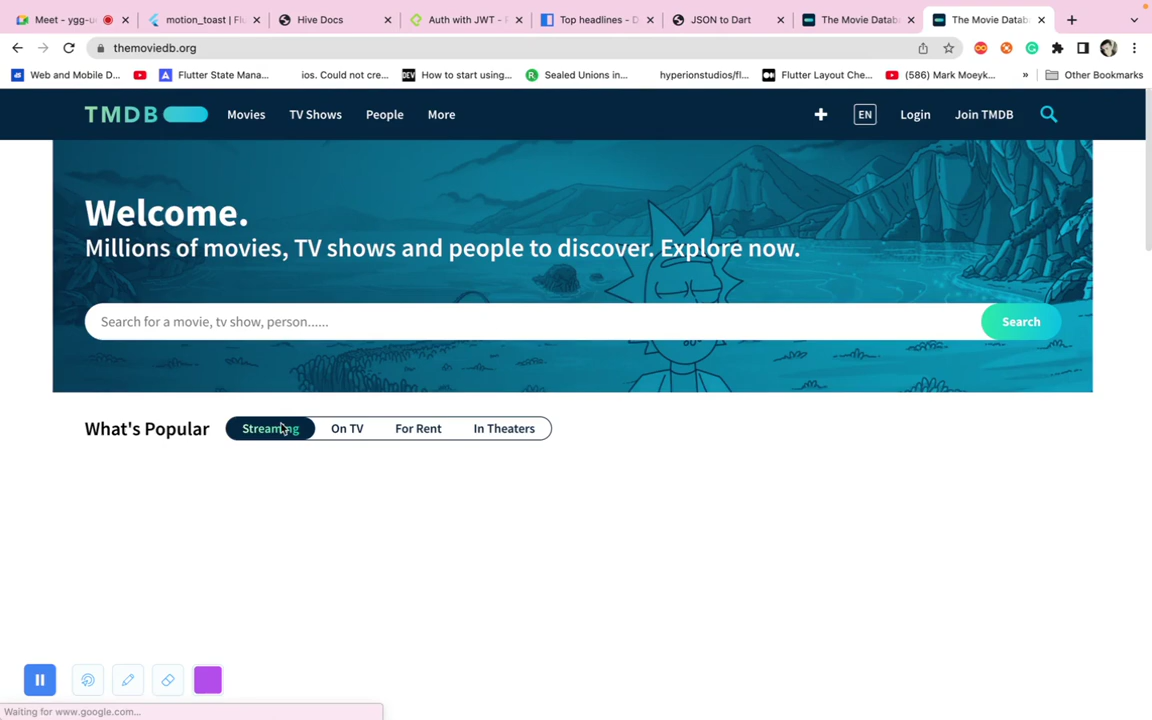 Meet - ygg-u
motion_toast | Flu
Hive Docs
Auth with JWT - F
Top headlines - D
JSON to Dart
The Movie Datab
The Movie Datab
themoviedb.org
Web and Mobile D...
Flutter State Mana...
ios. Could not cre...
How to start using...
Sealed Unions in...
hyperionstudios/fl...
Flutter Layout Che...
(586) Mark Moeyk...
»
Other Bookmarks
TMDB
Movies
TV Shows
People
More
EN
Login
Join TMDB
Welcome.
Millions of movies, TV shows and people to discover. Explore now.
Search for a movie, tv show, person......
Search
What's Popular
Streaming
On TV
For Rent
In Theaters
Waiting for www.google.com...